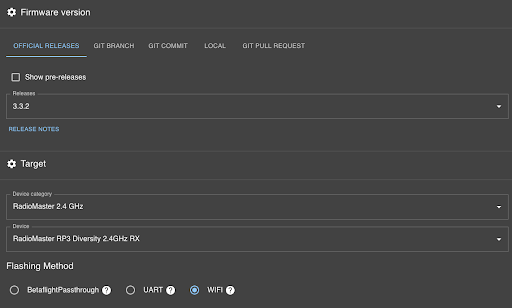 Firmware version
OFFICIAL RELEASES GIT BRANCH GIT COMMIT LOCAL GIT PULL REQUEST
Show pre-releases
Releases
3.3.2
RELEASE NOTES
Target
Device category
RadioMaster 2.4 GHz
Device
RadioMaster RP3 Diversity 2.4GHz RX
Flashing Method
BetaflightPassthrough ? UART ? WIFI ?